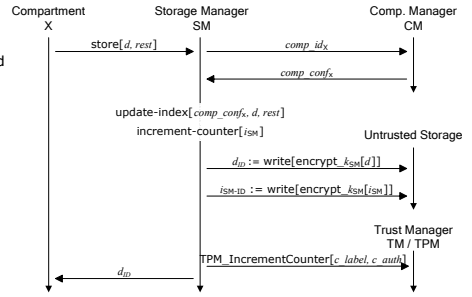 Compartment Storage Manager Comp. Manager
X SM CM
store[d, rest] comp_idx
d
comp_confx
update-index[comp_confx, d, rest]
increment-counter[iSM]
Untrusted Storage
dID := write[encrypt_kSM[d]]
iSM-ID := write[encrypt_kSM[iSM]]
Trust Manager
TM / TPM
TPM_IncrementCounter[c_label, c_auth]
dID